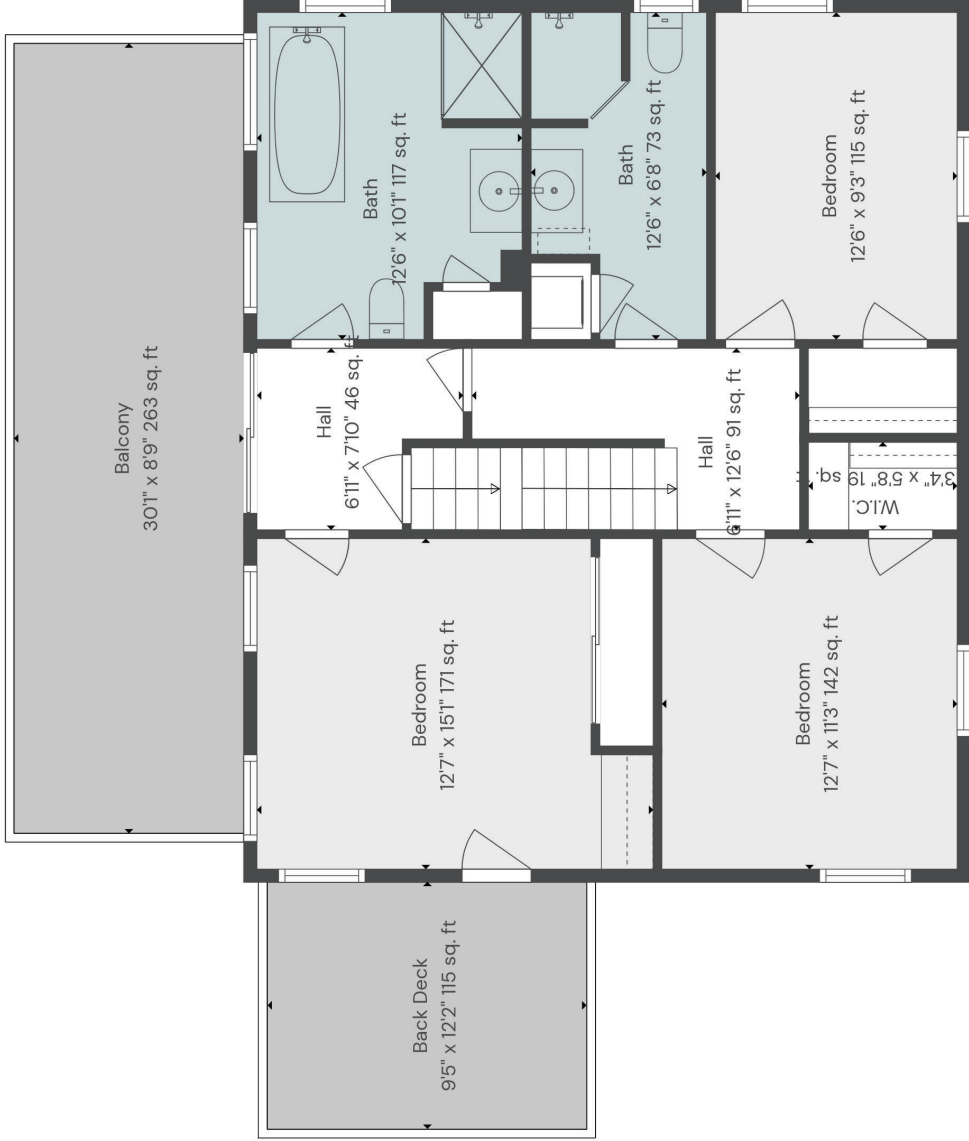 Balcony
30'1" x 8'9" 263 sq. ft
Bath
12'6" x 10'1" 117 sq. ft
Bath
12'6" x 6'8" 73 sq. ft
Bedroom
12'6" x 9'3" 115 sq. ft
Hall
6'11" x 7'10" 46 sq. ft
Hall
6'11" x 12'6" 91 sq. ft
W.I.C.
3'4" x 5'8" 19 sq. ft
Bedroom
12'7" x 15'1" 171 sq. ft
Bedroom
12'7" x 11'3" 142 sq. ft
Back Deck
9'5" x 12'2" 115 sq. ft